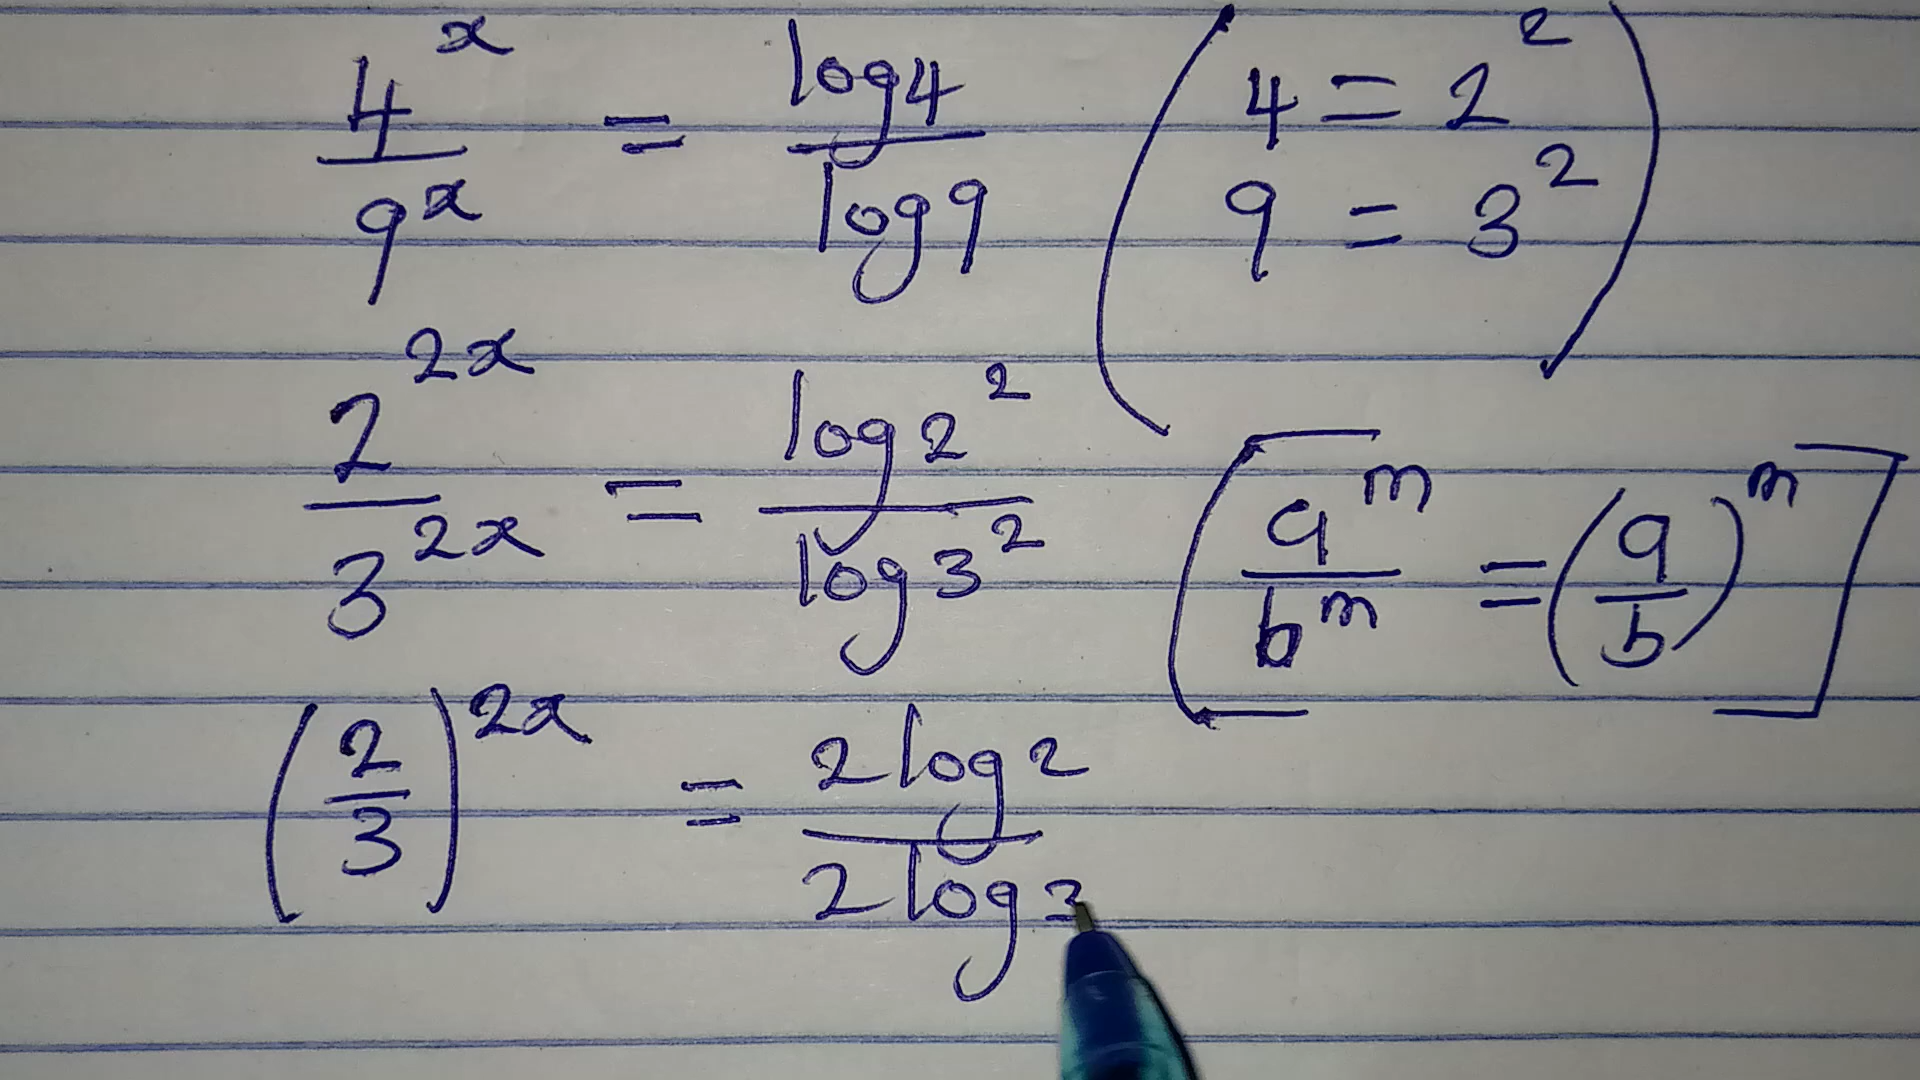 4^x / 9^x = log4 / log9 (4 = 2^2
9 = 3^2)
2^2x / 3^2x = log2^2 / log3^2 [a^m / b^m = (a/b)^m]
(2/3)^2x = 2log2 / 2log3